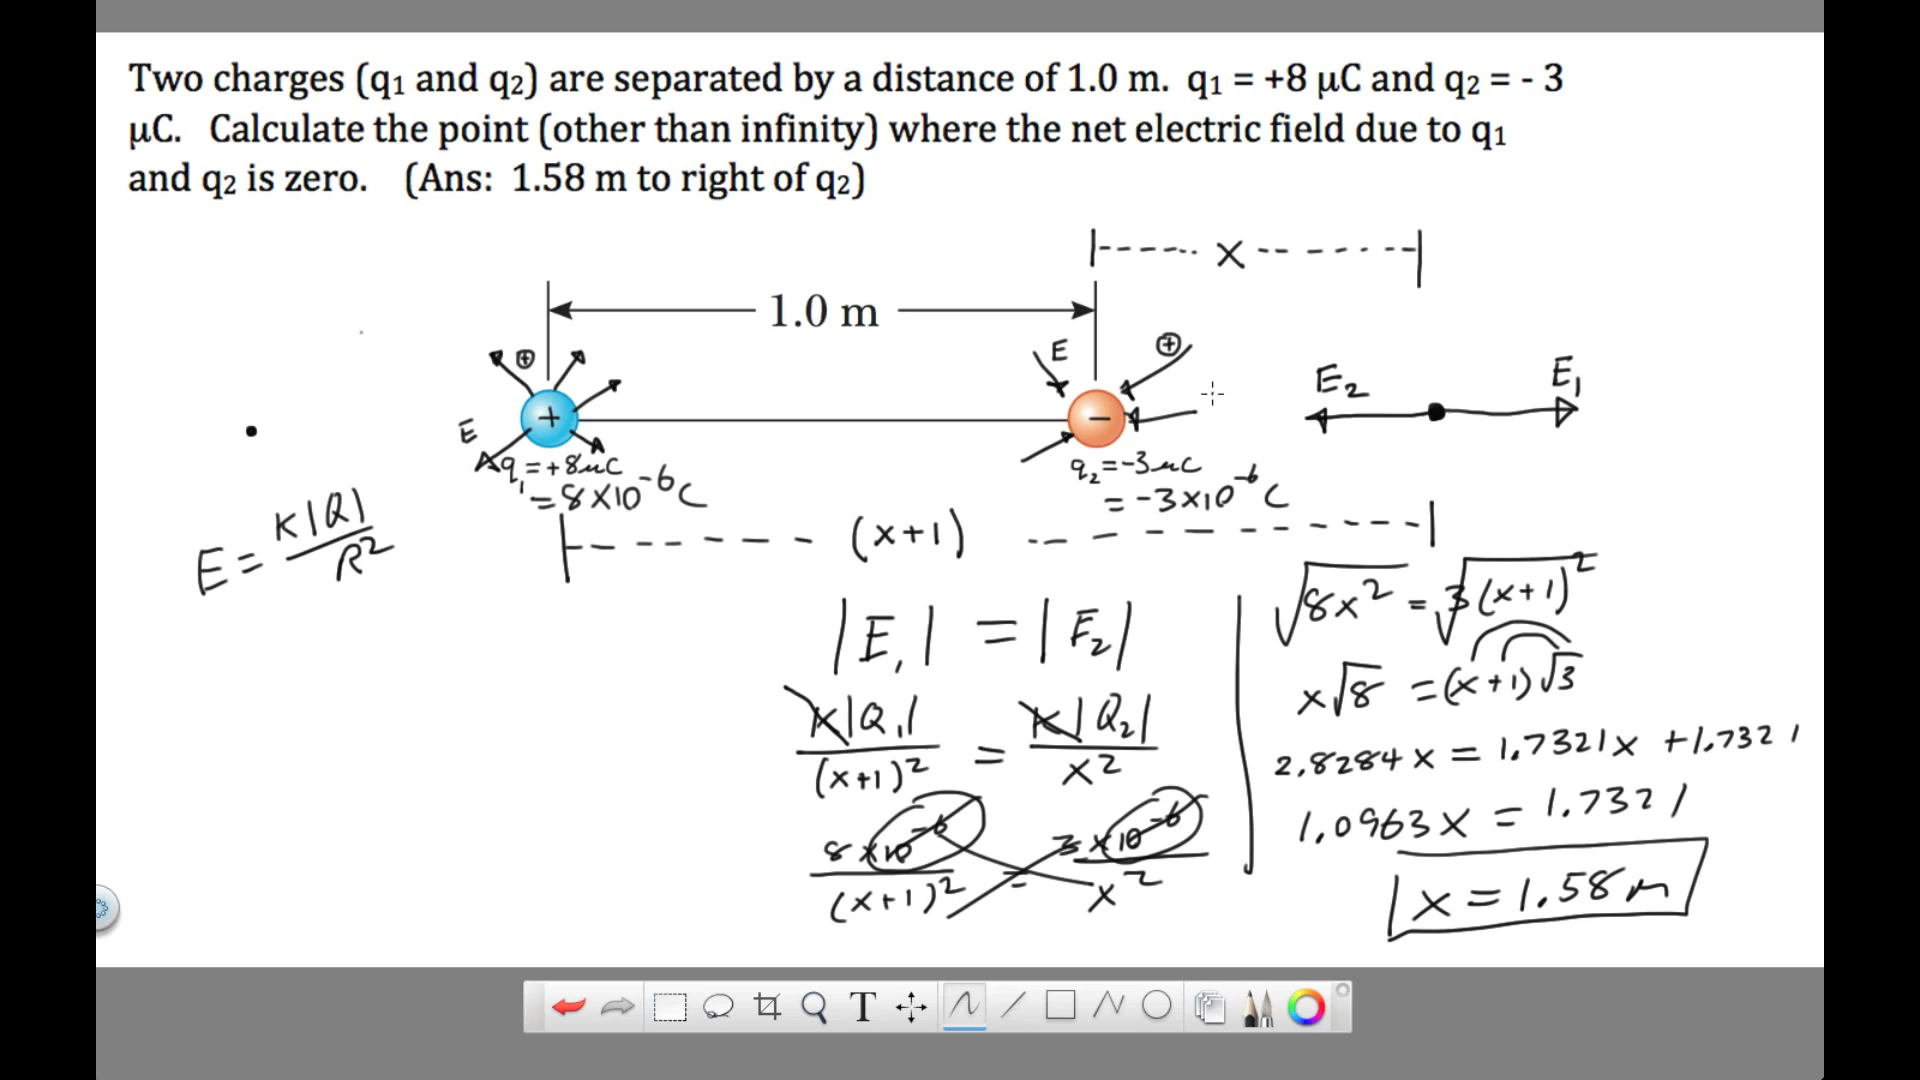 Two charges (q1 and q2) are separated by a distance of 1.0 m. q1 = +8 μC and q2 = - 3
μC. Calculate the point (other than infinity) where the net electric field due to q1
and q2 is zero. (Ans: 1.58 m to right of q2)
x
1.0 m
+ E +
E2 E1
+ −
E
q1=+8μC q2=-3μC
=8×10^-6 C =-3×10^-6 C
(x+1)
E=K|Q|/R²
|E1| = |E2|
K|Q1|/(x+1)² = K|Q2|/x²
8×10^-6/(x+1)² = 3×10^-6/x²
√8x² = √3(x+1)²
x√8 =(x+1)√3
2.8284x = 1.7321x +1.7321
1.0963x = 1.7321
x=1.58m
T